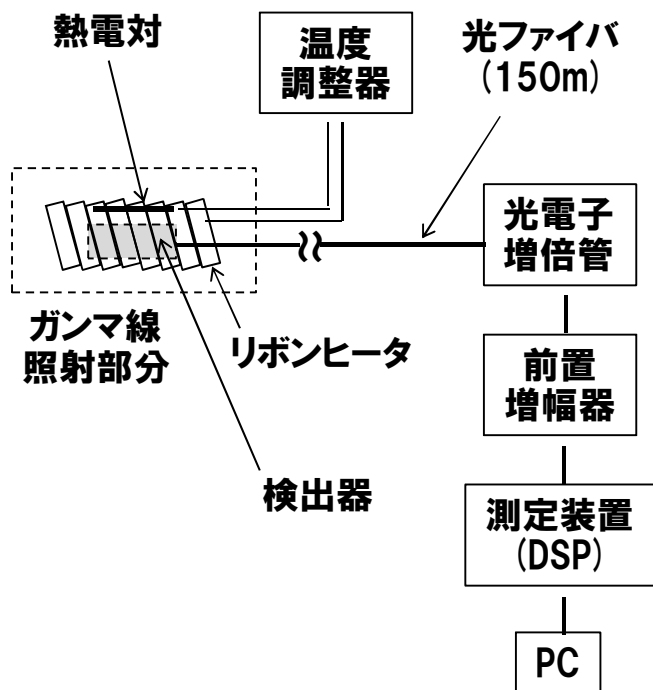 熱電対
温度
調整器
光ファイバ
(150m)
光電子
増倍管
ガンマ線
照射部分
リボンヒータ
前置
増幅器
検出器
測定装置
(DSP)
PC